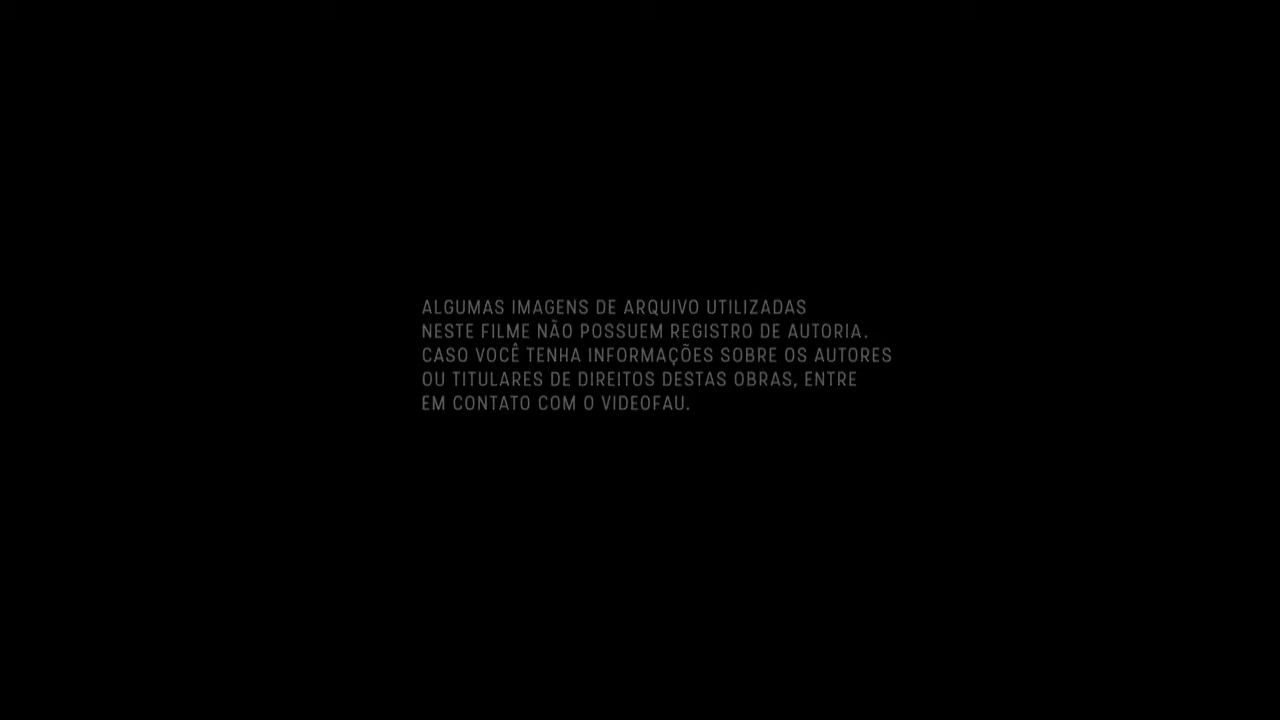 ALGUMAS IMAGENS DE ARQUIVO UTILIZADAS
NESTE FILME NÃO POSSUEM REGISTRO DE AUTORIA.
CASO VOCÊ TENHA INFORMAÇÕES SOBRE OS AUTORES
OU TITULARES DE DIREITOS DESTAS OBRAS, ENTRE
EM CONTATO COM O VIDEOFAU.